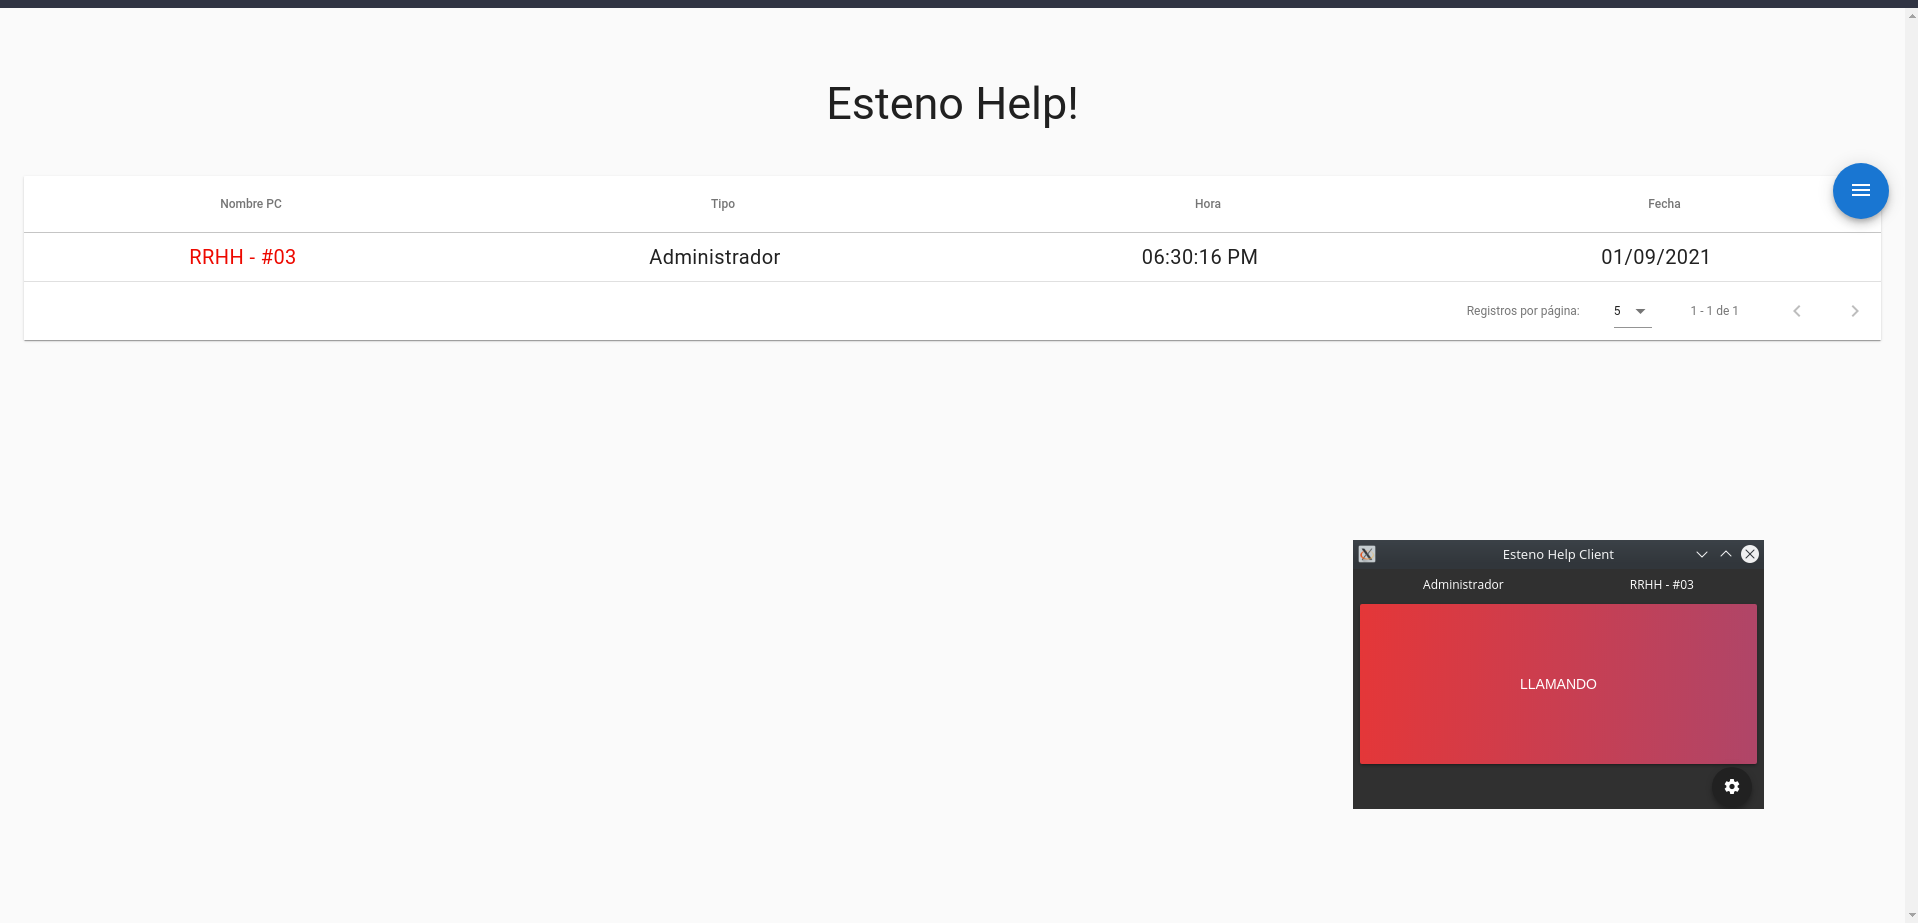 Esteno Help!
Nombre PC Tipo Hora Fecha
RRHH - #03 Administrador 06:30:16 PM 01/09/2021
Registros por página: 5 1 - 1 de 1
Esteno Help Client
Administrador RRHH - #03
LLAMANDO